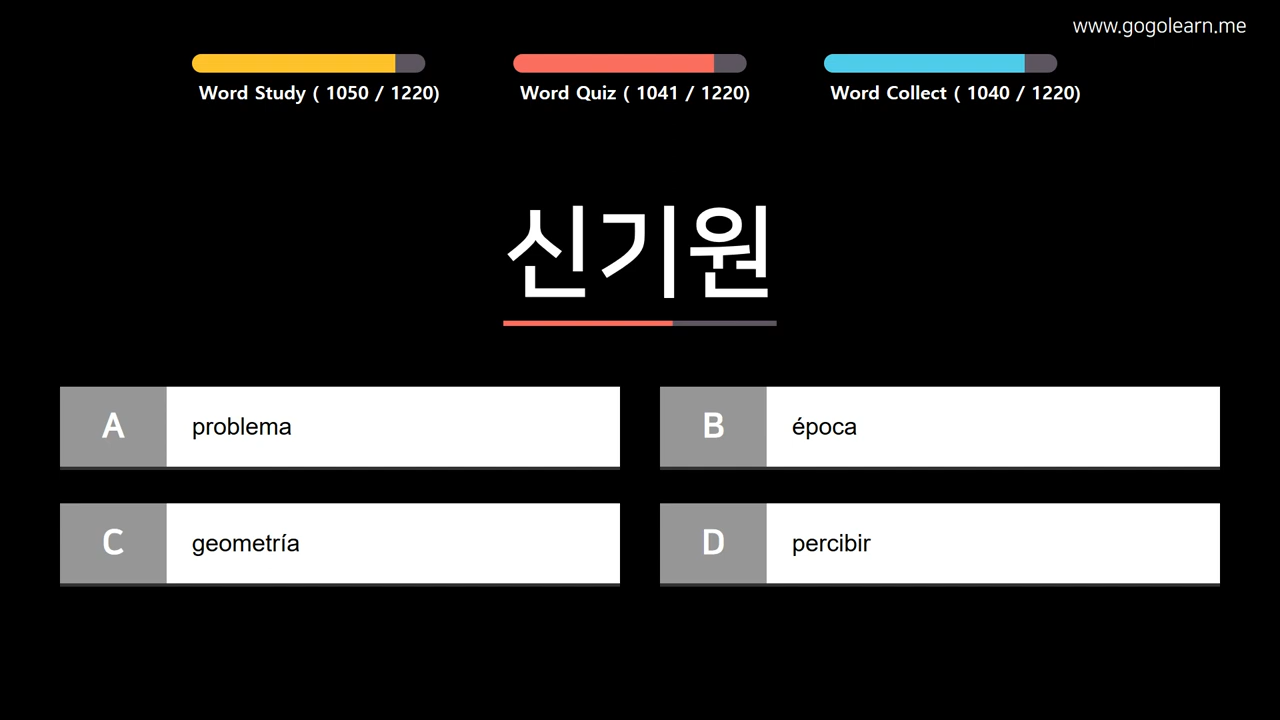 www.gogolearn.me
Word Study ( 1050 / 1220)
Word Quiz ( 1041 / 1220)
Word Collect ( 1040 / 1220)
신기원
A problema
B época
C geometría
D percibir